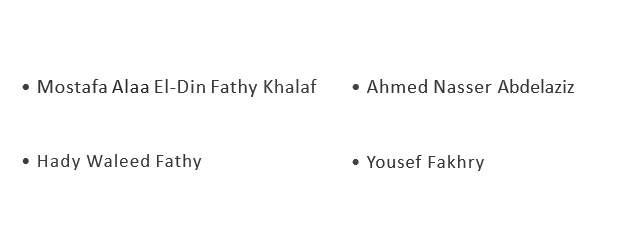 • Mostafa Alaa El-Din Fathy Khalaf
• Ahmed Nasser Abdelaziz
• Hady Waleed Fathy
• Yousef Fakhry